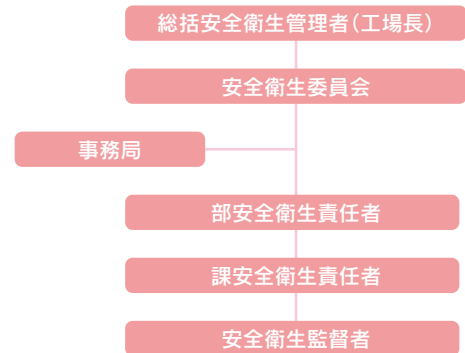 総括安全衛生管理者(工場長)
安全衛生委員会
事務局
部安全衛生責任者
課安全衛生責任者
安全衛生監督者